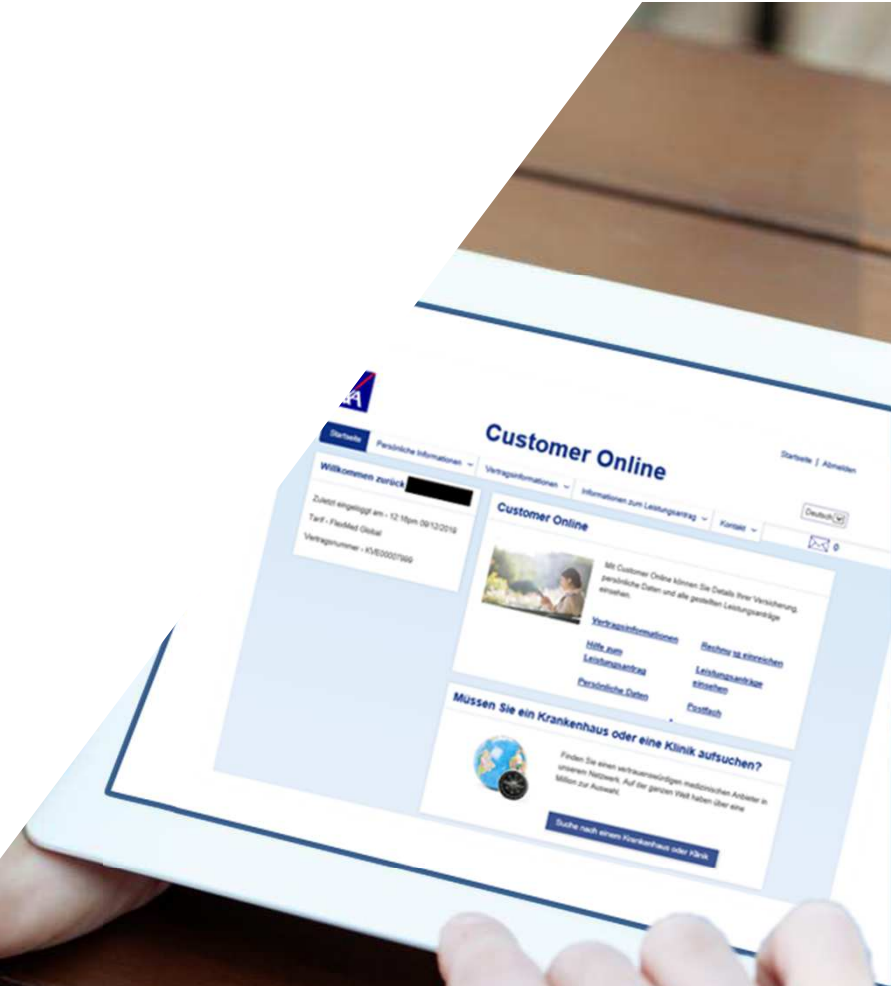 Customer Online
Startseite | Abmelden
Startseite
Persönliche Informationen
Vertragsinformationen
Informationen zum Leistungsantrag
Kontakt
Deutsch
0
Willkommen zurück
Zuletzt eingeloggt am - 12:16pm 09/12/2019
Tarif - FlexMed Global
Vertragsnummer -
Customer Online
Mit Customer Online können Sie Details Ihrer Versicherung,
persönliche Daten und alle gestellten Leistungsanträge
einsehen.
Vertragsinformationen
Hilfe zum
Leistungsantrag
Persönliche Daten
einreichen
Leistungsanträge
einsehen
Postfach
Müssen Sie ein Krankenhaus oder eine Klinik aufsuchen?
Finden Sie einen vertrauenswürdigen medizinischen Anbieter in
unserem Netzwerk. Auf der ganzen Welt haben über eine
Million zur Auswahl.
Suche nach einem Krankenhaus oder Klinik